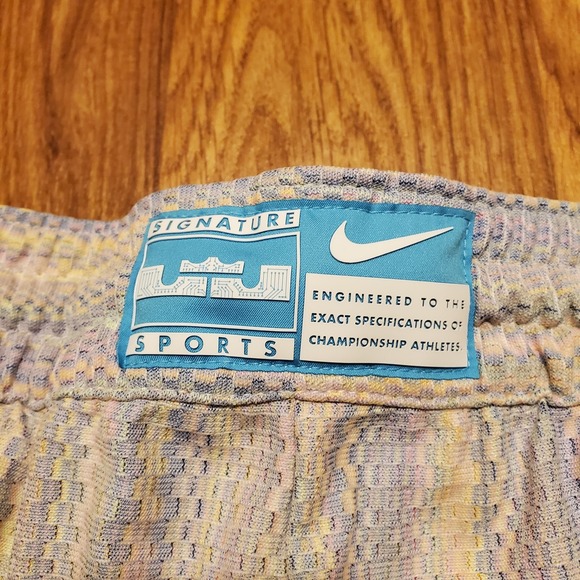 SIGNATURE
SPORTS
ENGINEERED TO THE
EXACT SPECIFICATIONS OF
CHAMPIONSHIP ATHLETES